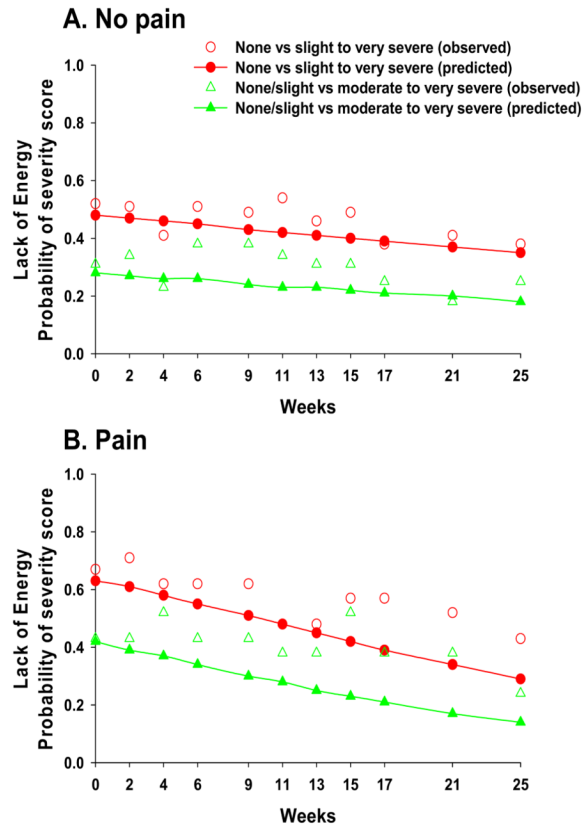 A. No pain
None vs slight to very severe (observed)
None vs slight to very severe (predicted)
None/slight vs moderate to very severe (observed)
None/slight vs moderate to very severe (predicted)
Lack of Energy
Probability of severity score
1.0
0.8
0.6
0.4
0.2
0.0
0 2 4 6 9 11 13 15 17 21 25
Weeks
B. Pain
Lack of Energy
Probability of severity score
1.0
0.8
0.6
0.4
0.2
0.0
0 2 4 6 9 11 13 15 17 21 25
Weeks